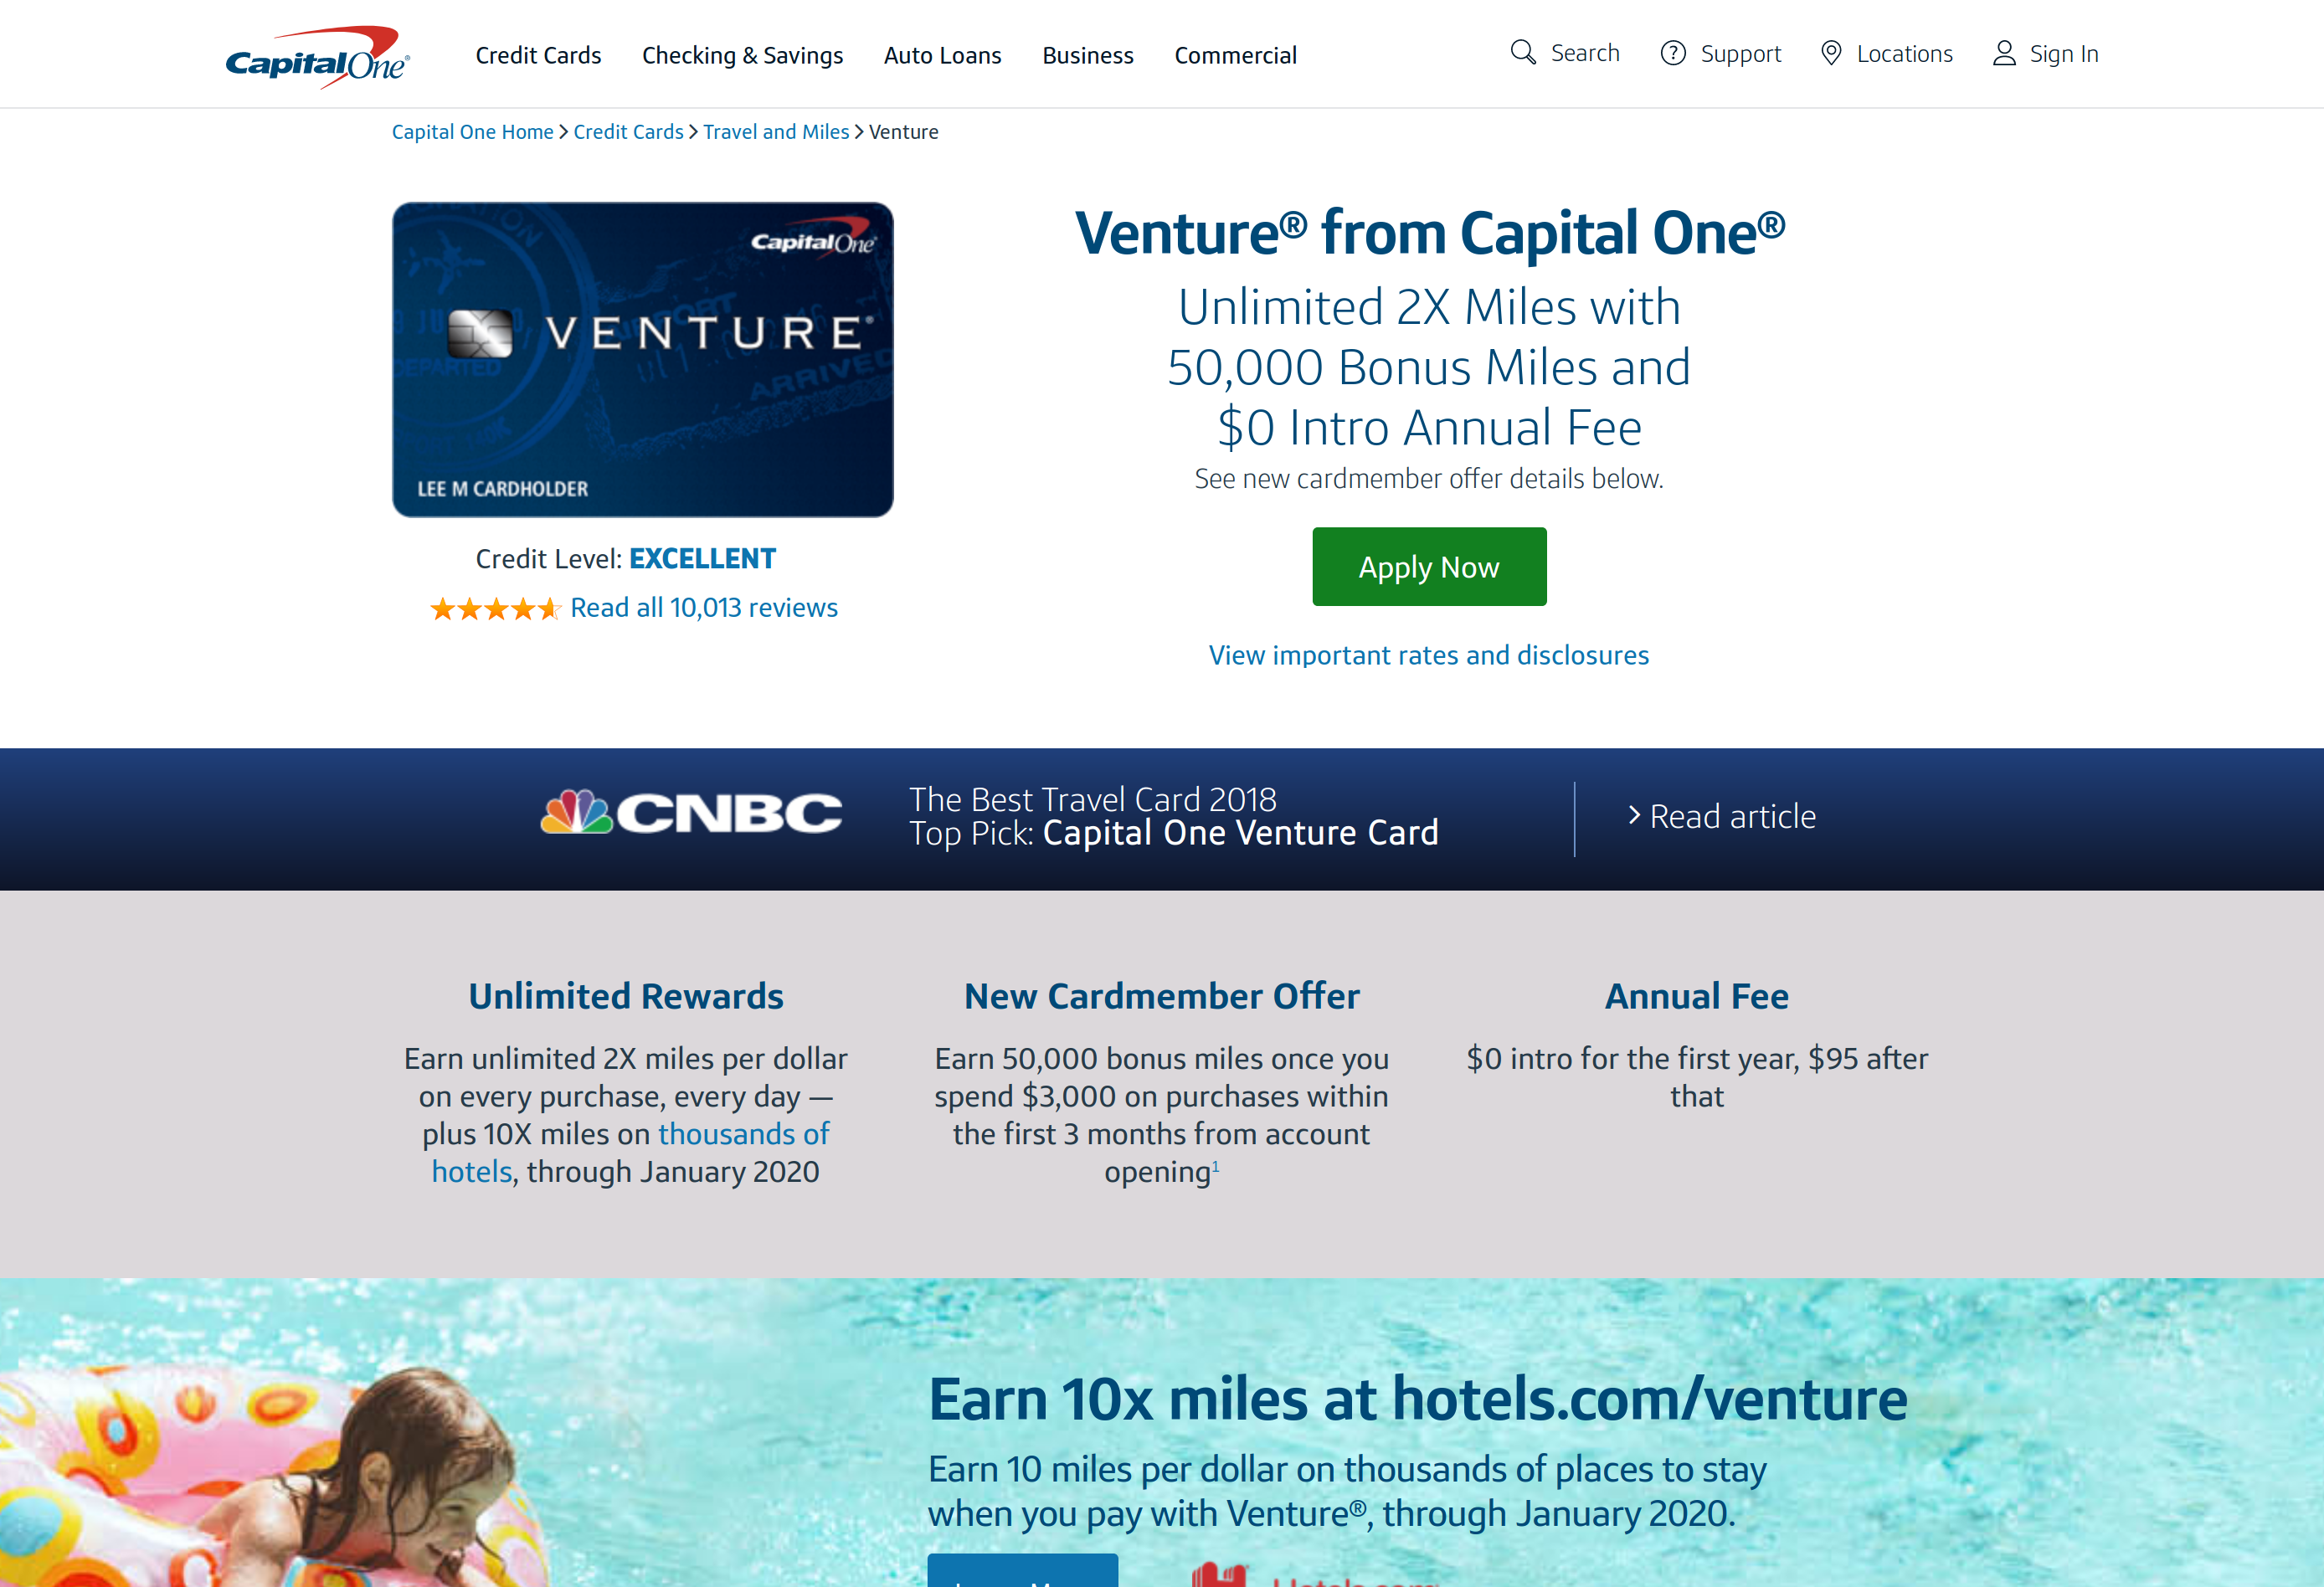 CapitalOne®
Credit Cards
Checking & Savings
Auto Loans
Business
Commercial
Search
Support
Locations
Sign In
Capital One Home > Credit Cards > Travel and Miles > Venture
CapitalOne®
VENTURE®
DEPARTED
ARRIVED
LEE M CARDHOLDER
Credit Level: EXCELLENT
Read all 10,013 reviews
Venture® from Capital One®
Unlimited 2X Miles with
50,000 Bonus Miles and
$0 Intro Annual Fee
See new cardmember offer details below.
Apply Now
View important rates and disclosures
CNBC
The Best Travel Card 2018
Top Pick: Capital One Venture Card
> Read article
Unlimited Rewards
Earn unlimited 2X miles per dollar
on every purchase, every day —
plus 10X miles on thousands of
hotels, through January 2020
New Cardmember Offer
Earn 50,000 bonus miles once you
spend $3,000 on purchases within
the first 3 months from account
opening¹
Annual Fee
$0 intro for the first year, $95 after
that
Earn 10x miles at hotels.com/venture
Earn 10 miles per dollar on thousands of places to stay
when you pay with Venture®, through January 2020.